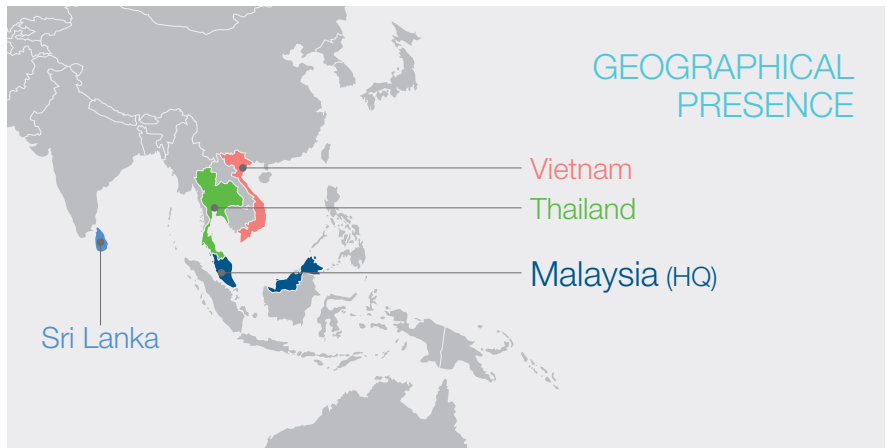 GEOGRAPHICAL
PRESENCE
Vietnam
Thailand
Malaysia (HQ)
Sri Lanka